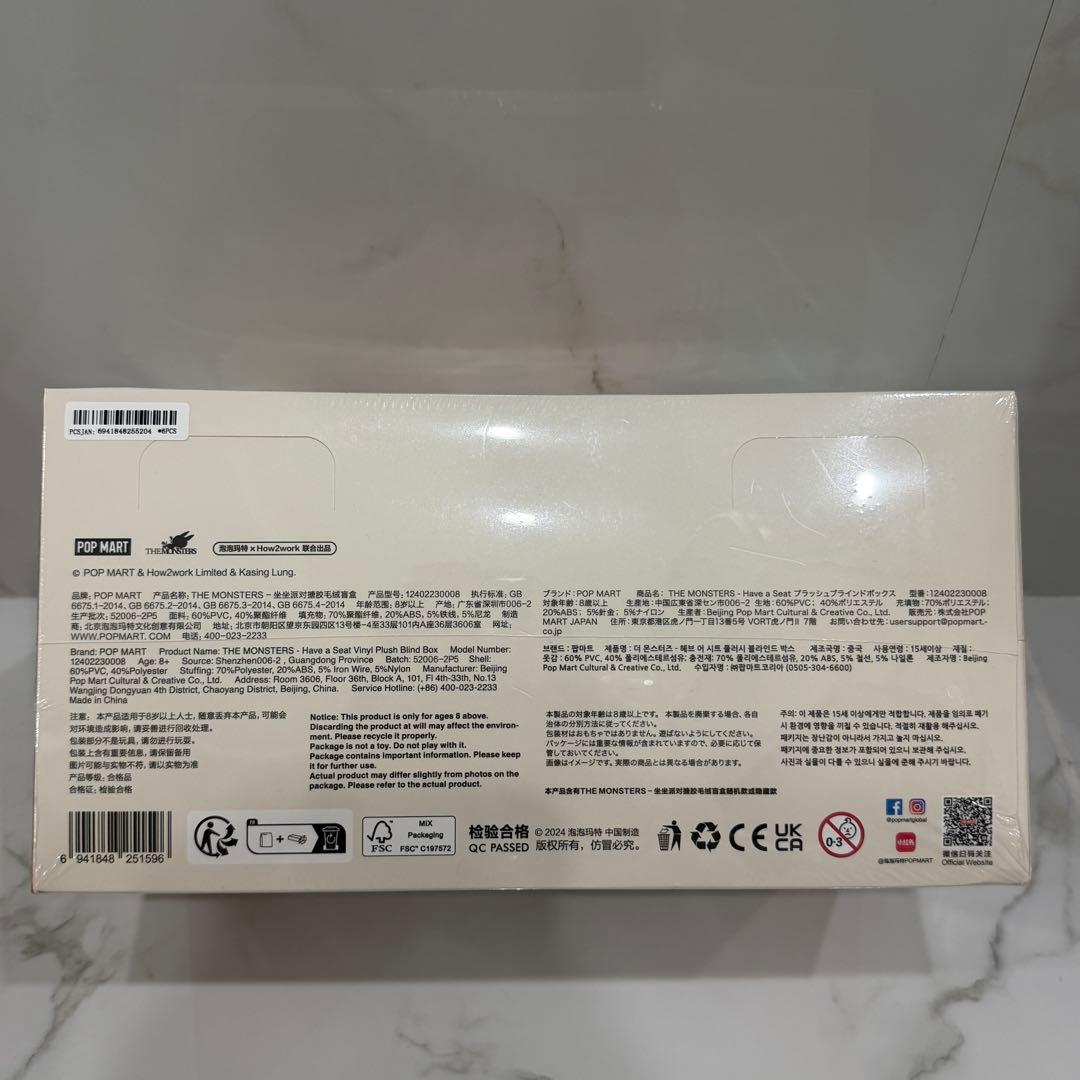 PCSJAN: 6941848255204 *6PCS
POP MART THE MONSTERS 泡泡玛特×How2work 联合出品
© POP MART & How2work Limited & Kasing Lung.
品牌: POP MART 产品名称: THE MONSTERS - 坐坐派对搪胶毛绒盲盒 产品型号: 12402230008 执行标准: GB
6675.1-2014、GB 6675.2-2014、GB 6675.3-2014、GB 6675.4-2014 年龄范围: 8岁以上 产地: 广东省深圳市006-2
生产批次: 52006-2P5 面料: 60%PVC, 40%聚酯纤维 填充物: 70%聚酯纤维, 20%ABS, 5%铁线, 5%尼龙 制造
商: 北京泡泡玛特文化创意有限公司 地址: 北京市朝阳区望京东园四区13号楼-4至33层101内A座36层3606室 网址:
WWW.POPMART.COM 电话: 400-023-2233
Brand: POP MART Product Name: THE MONSTERS - Have a Seat Vinyl Plush Blind Box Model Number:
12402230008 Age: 8+ Source: Shenzhen006-2 , Guangdong Province Batch: 52006-2P5 Shell:
60%PVC, 40%Polyester Stuffing: 70%Polyester, 20%ABS, 5% Iron Wire, 5%Nylon Manufacturer: Beijing
Pop Mart Cultural & Creative Co., Ltd. Address: Room 3606, Floor 36th, Block A, 101, Fl 4th-33th, No.13
Wangjing Dongyuan 4th District, Chaoyang District, Beijing, China. Service Hotline: (+86) 400-023-2233
Made in China
ブランド: POP MART 商品名: THE MONSTERS - Have a Seat プラッシュブラインドボックス 型番: 12402230008
対象年齢: 8歳以上 生産地: 中国広東省深セン市006-2 生地: 60%PVC; 40%ポリエステル 充填物: 70%ポリエステル;
20%ABS; 5%針金; 5%ナイロン 生産者: Beijing Pop Mart Cultural & Creative Co., Ltd. 販売元: 株式会社POP
MART JAPAN 住所: 東京都港区虎ノ門一丁目13番5号 VORT虎ノ門II 7階 お問い合わせ先: usersupport@popmart-
co.jp
브랜드: 팝마트 제품명: 더 몬스터즈 - 헤브 어 시트 플러시 블라인드 박스 제조국명: 중국 사용연령: 15세이상 재질:
옷감: 60% PVC, 40% 폴리에스테르섬유; 충전재: 70% 폴리에스테르섬유, 20% ABS, 5% 철선, 5% 나일론 제조자명: Beijing
Pop Mart Cultural & Creative Co., Ltd. 수입자명: ㈜팝마트코리아 (0505-304-6600)
注意: 本产品适用于8岁以上人士, 随意丢弃本产品, 可能会
对环境造成影响, 请妥善进行回收处理。
包装部分不是玩具, 请勿进行玩耍。
包装上含有重要信息, 请保留备用
图片可能与实物不符, 请以实物为准
产品等级: 合格品
合格证: 检验合格
Notice: This product is only for ages 8 above.
Discarding the product at will may affect the environ-
ment. Please recycle it properly.
Package is not a toy. Do not play with it.
Package contains important information. Please keep
it for further use.
Actual product may differ slightly from photos on the
package. Please refer to the actual product.
本製品の対象年齢は8歳以上です。本製品を廃棄する場合、各自
治体の分別方法に従ってください。
包装材はおもちゃではありません。遊ばないようにしてください。
パッケージには重要な情報が含まれていますので、必要に応じて保
管しておいてください。
画像はイメージです。実際の商品とは異なる場合があります。
주의: 이 제품은 15세 이상에게만 적합합니다. 제품을 임의로 폐기
시 환경에 영향을 끼칠 수 있습니다. 적절히 재활용 해주십시오.
패키지는 장난감이 아니라서 가지고 놀지 마십시오.
패키지에 중요한 정보가 포함되어 있으니 보관해 주십시오.
사진과 실물이 다를 수 있으니 실물에 준해 주시기 바랍니다.
本产品含有THE MONSTERS - 坐坐派对搪胶毛绒盲盒随机款或隐藏款
6 941848 251596
FR
FSC
MIX
Packaging
FSC™ C197572
检验合格
QC PASSED
© 2024 泡泡玛特 中国制造
版权所有, 仿冒必究。
CE
UK
CA
0-3
@popmartglobal
小红书
@泡泡玛特POPMART
微信扫码关注
Official Website